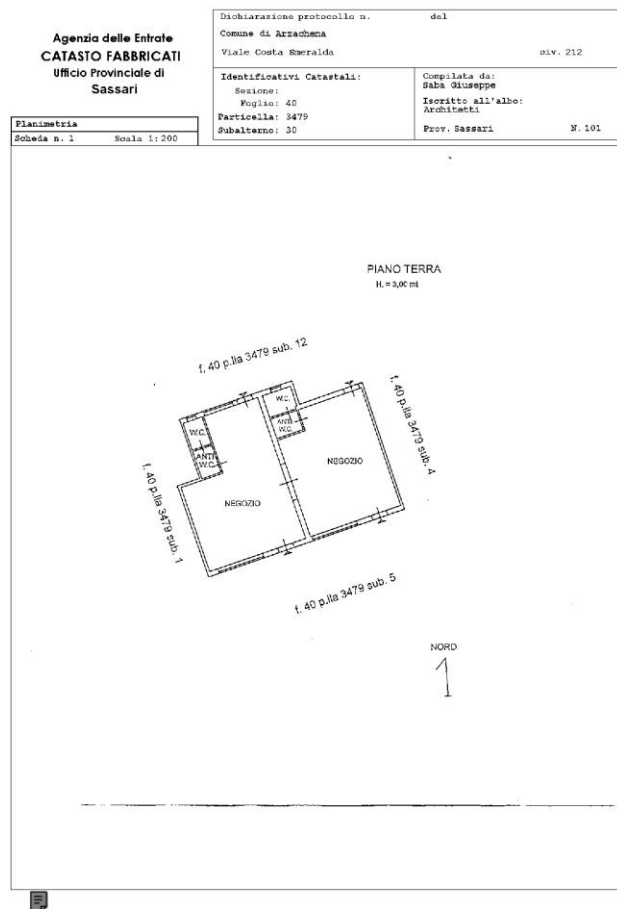 Agenzia delle Entrate
CATASTO FABBRICATI
Ufficio Provinciale di
Sassari
Planimetria
Scheda n. 1 Scala 1:200
Dichiarazione protocollo n. del
Comune di Arzachena
Viale Costa Smeralda civ. 212
Identificativi Catastali:
Sezione:
Foglio: 40
Particella: 3479
Subalterno: 30
Compilata da:
Saba Giuseppe
Iscritto all'albo:
Architetti
Prov. Sassari N. 101
PIANO TERRA
H. = 3,00 ml
f. 40 p.lla 3479 sub. 12
f. 40 p.lla 3479 sub. 4
W.C.
ANTI
W.C.
W.C.
ANTI
W.C.
NEGOZIO
NEGOZIO
f. 40 p.lla 3479 sub. 1
f. 40 p.lla 3479 sub. 5
NORD